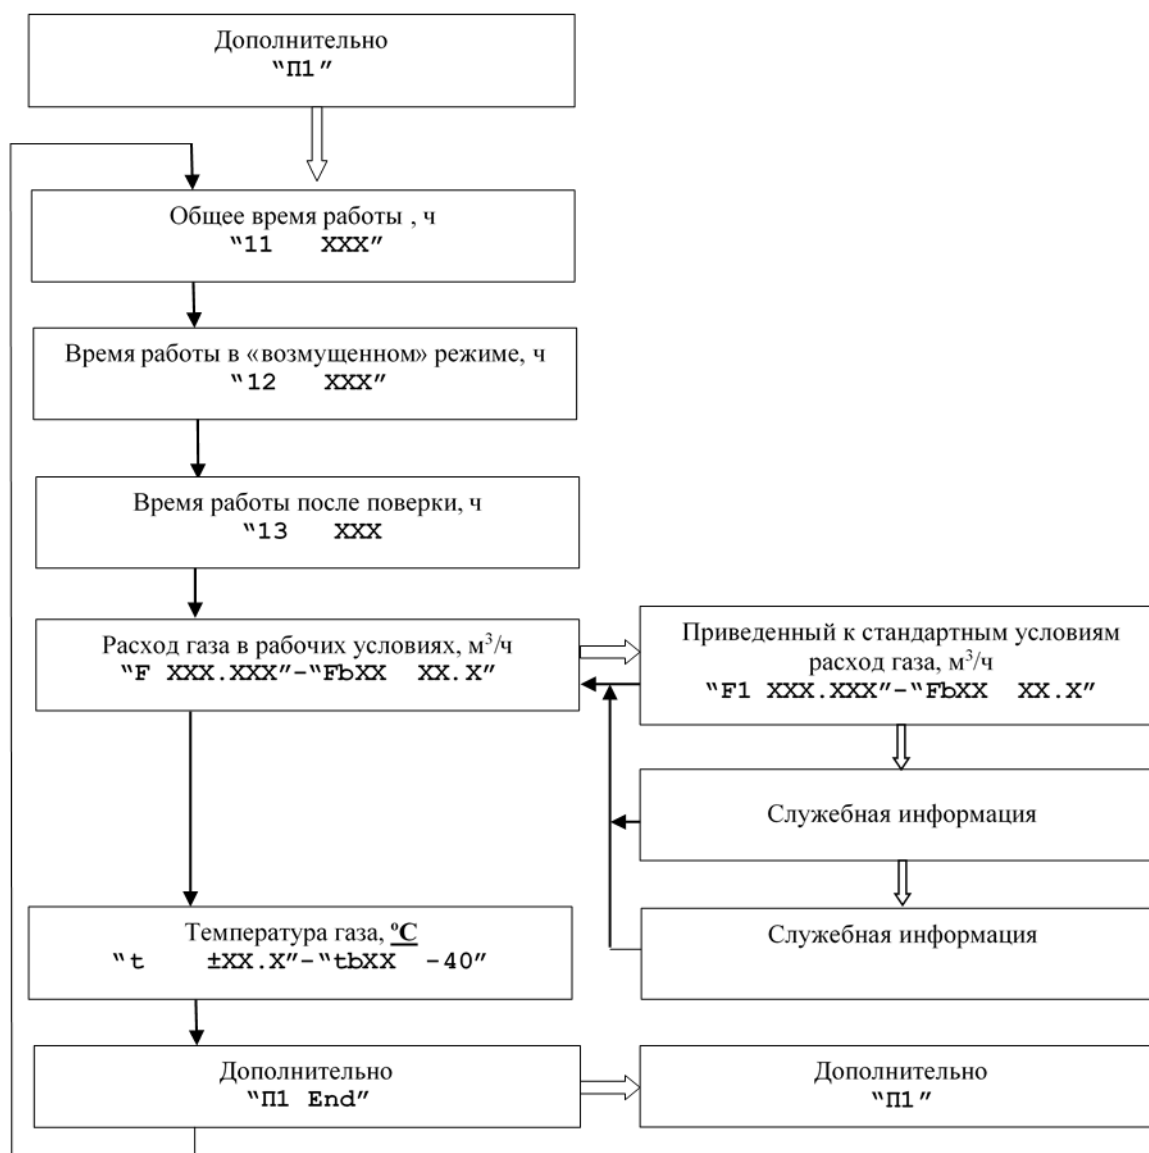 Дополнительно
“П1”
Общее время работы , ч
“11   XXX”
Время работы в «возмущенном» режиме, ч
“12   XXX”
Время работы после поверки, ч
“13   XXX
Расход газа в рабочих условиях, м³/ч
“F XXX.XXX”–“FbXX  XX.X”
Приведенный к стандартным условиям
расход газа, м³/ч
“F1 XXX.XXX”–“FbXX  XX.X”
Служебная информация
Служебная информация
Температура газа, ºС
“t    ±XX.X”–“tbXX  -40”
Дополнительно
“П1 End”
Дополнительно
“П1”